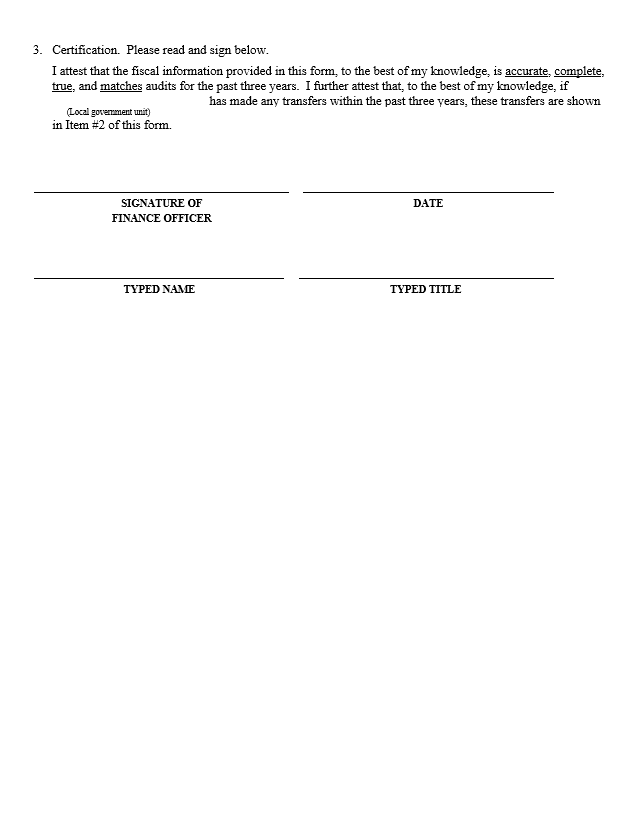 3. Certification. Please read and sign below.
I attest that the fiscal information provided in this form, to the best of my knowledge, is accurate, complete,
true, and matches audits for the past three years. I further attest that, to the best of my knowledge, if
has made any transfers within the past three years, these transfers are shown
(Local government unit)
in Item #2 of this form.
SIGNATURE OF DATE
FINANCE OFFICER
TYPED NAME TYPED TITLE